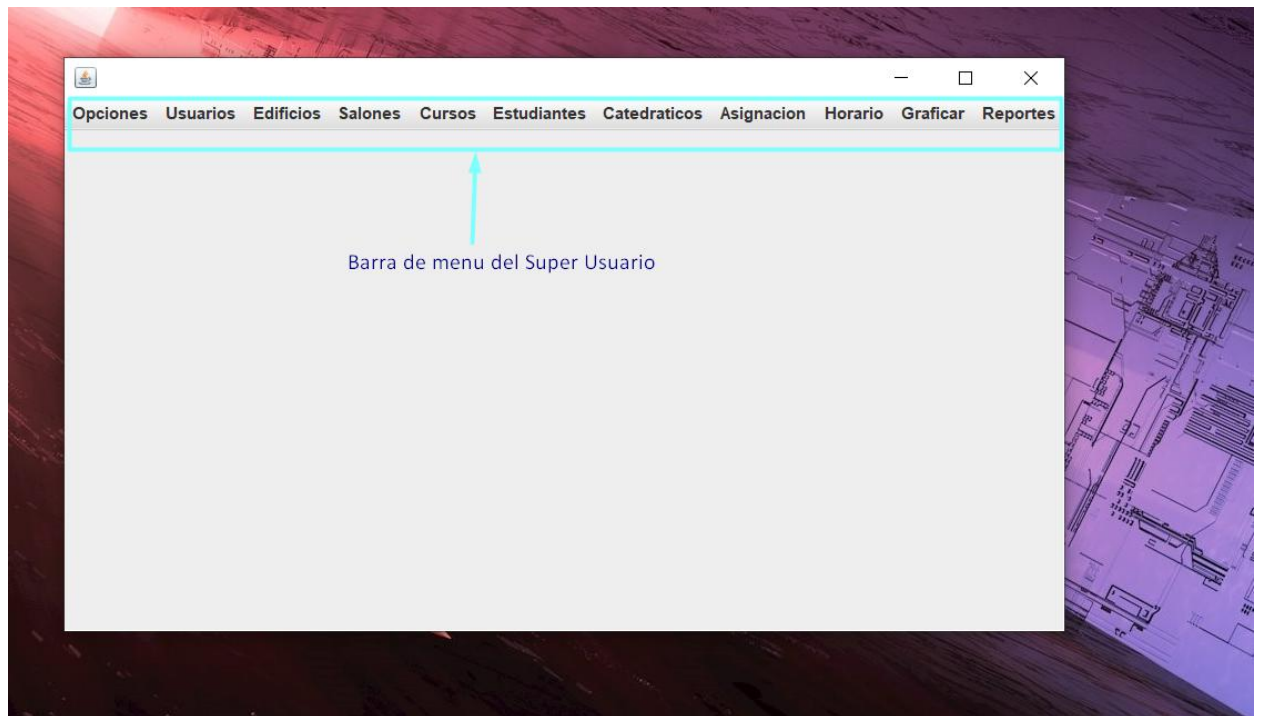 Opciones Usuarios Edificios Salones Cursos Estudiantes Catedraticos Asignacion Horario Graficar Reportes
Barra de menu del Super Usuario